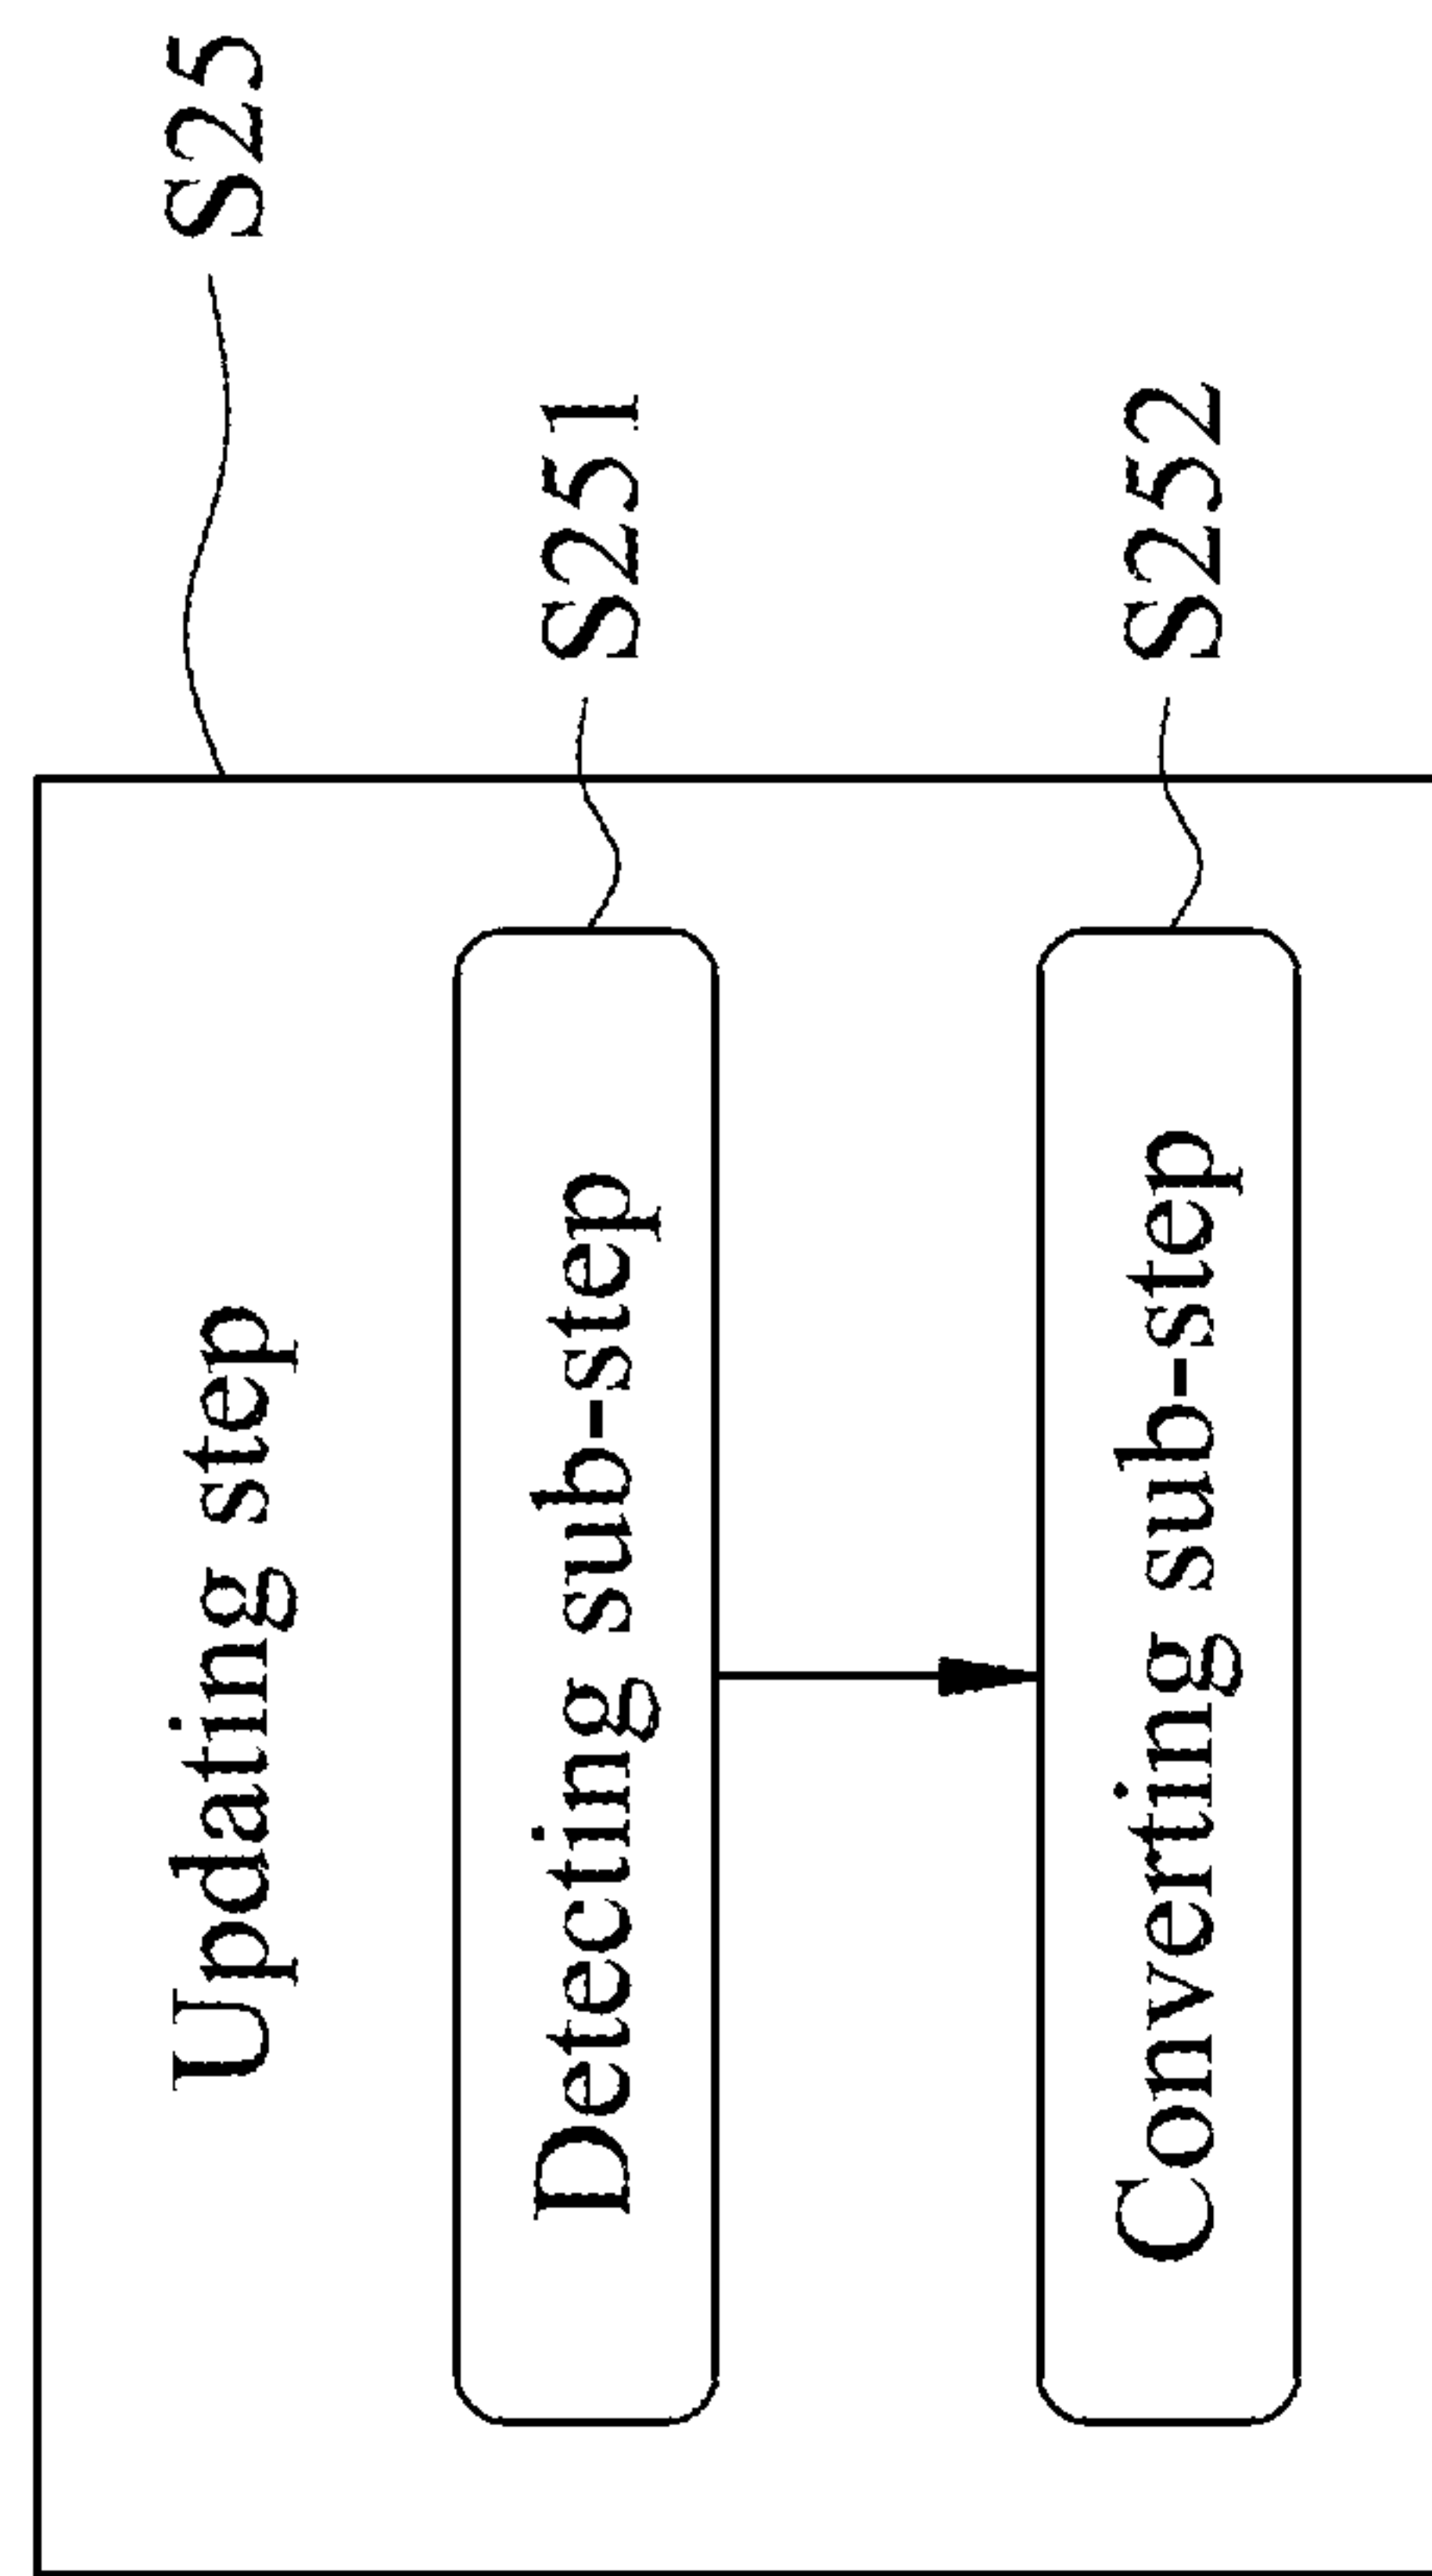 Updating step
S25
Detecting sub-step
S251
Converting sub-step
S252